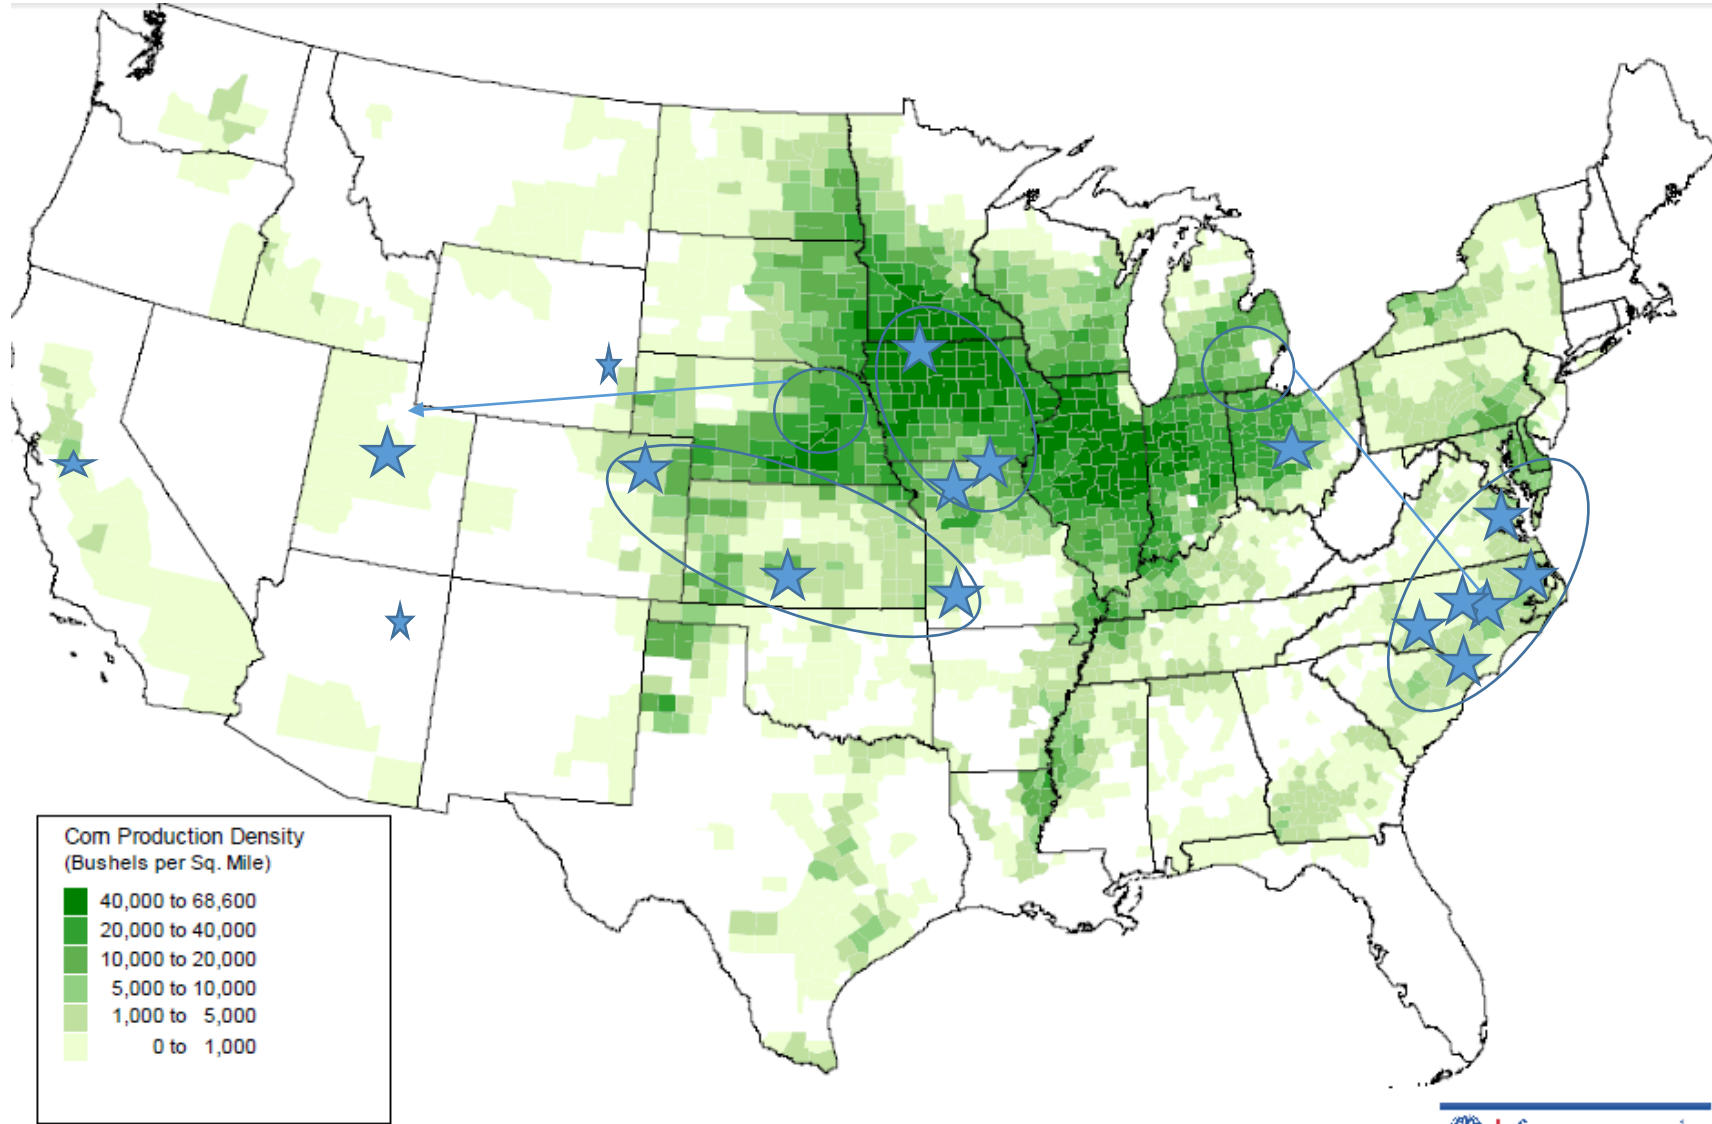 Corn Production Density
(Bushels per Sq. Mile)
40,000 to 68,600
20,000 to 40,000
10,000 to 20,000
5,000 to 10,000
1,000 to 5,000
0 to 1,000